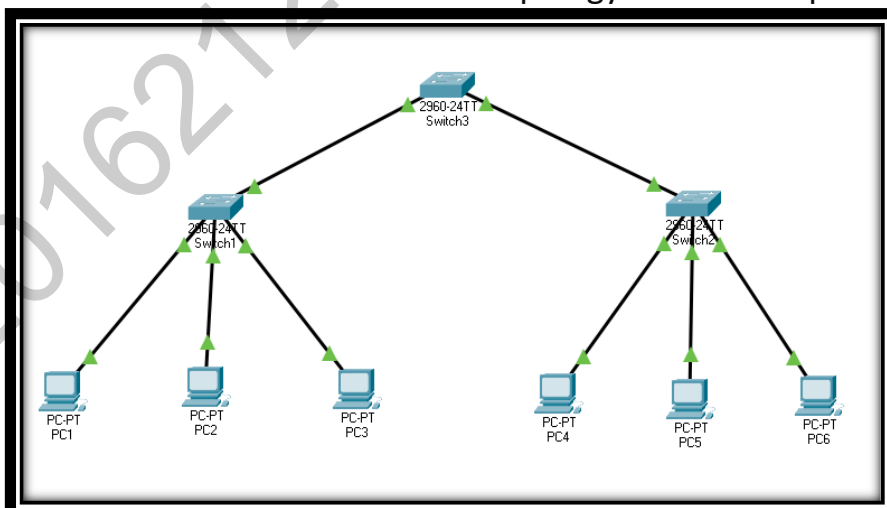 2960-24TT
Switch3
2960-24TT
Switch1
2960-24TT
Switch2
PC-PT
PC1
PC-PT
PC2
PC-PT
PC3
PC-PT
PC4
PC-PT
PC5
PC-PT
PC6